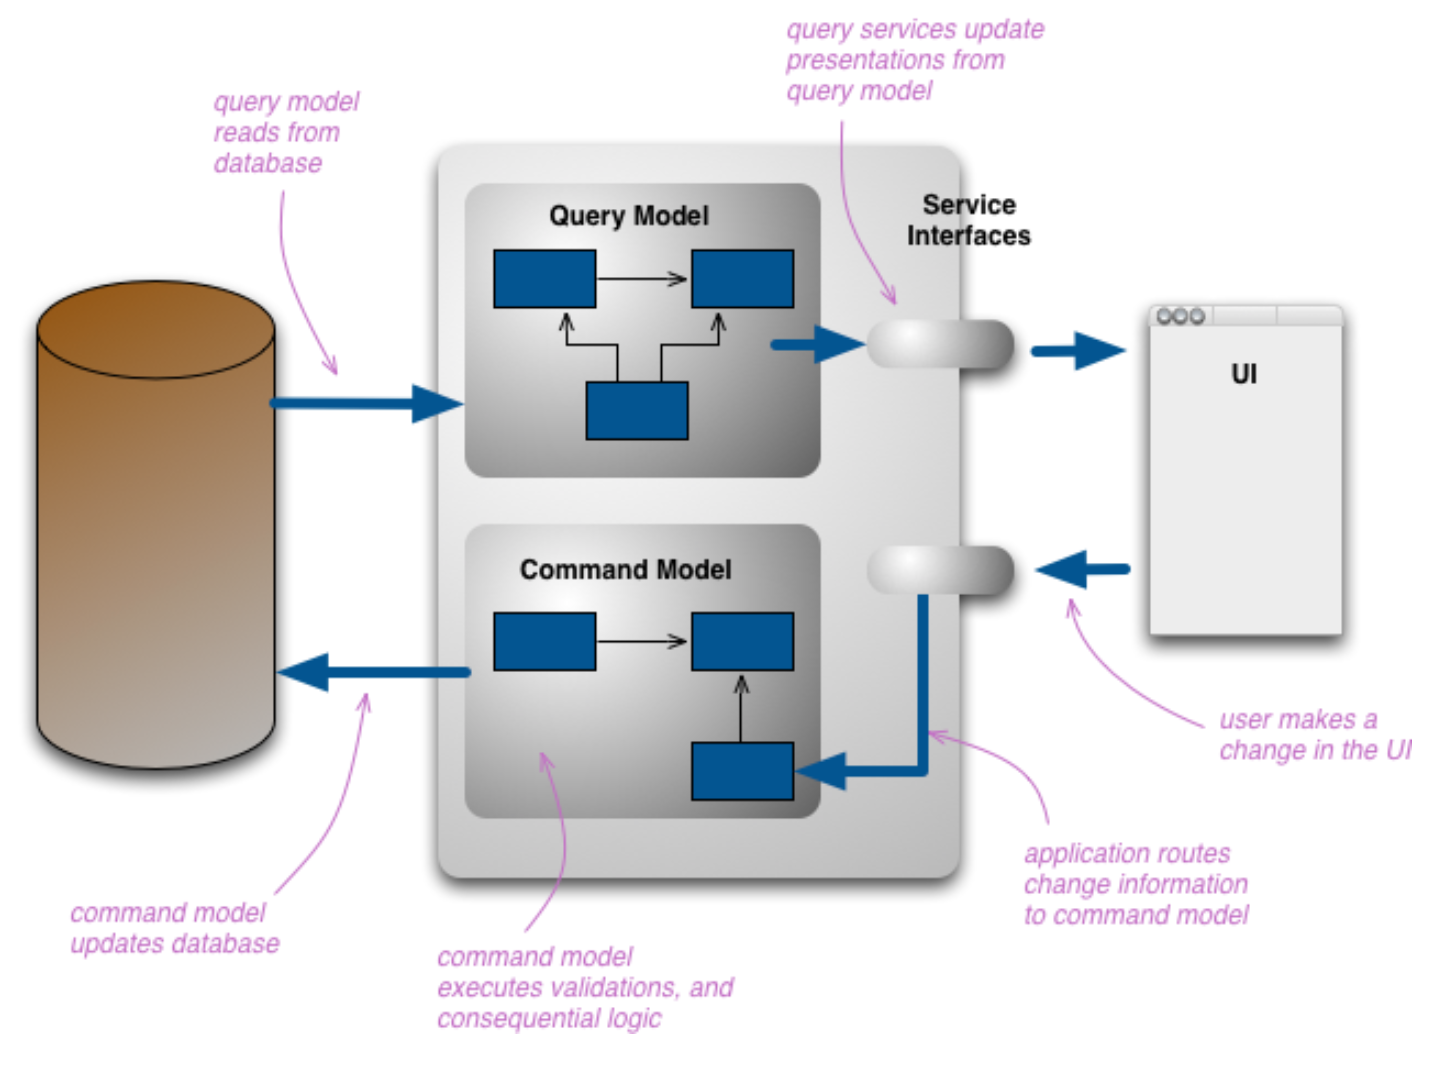 query services update
presentations from
query model
query model
reads from
database
Query Model
Service
Interfaces
UI
Command Model
user makes a
change in the UI
application routes
change information
to command model
command model
updates database
command model
executes validations, and
consequential logic